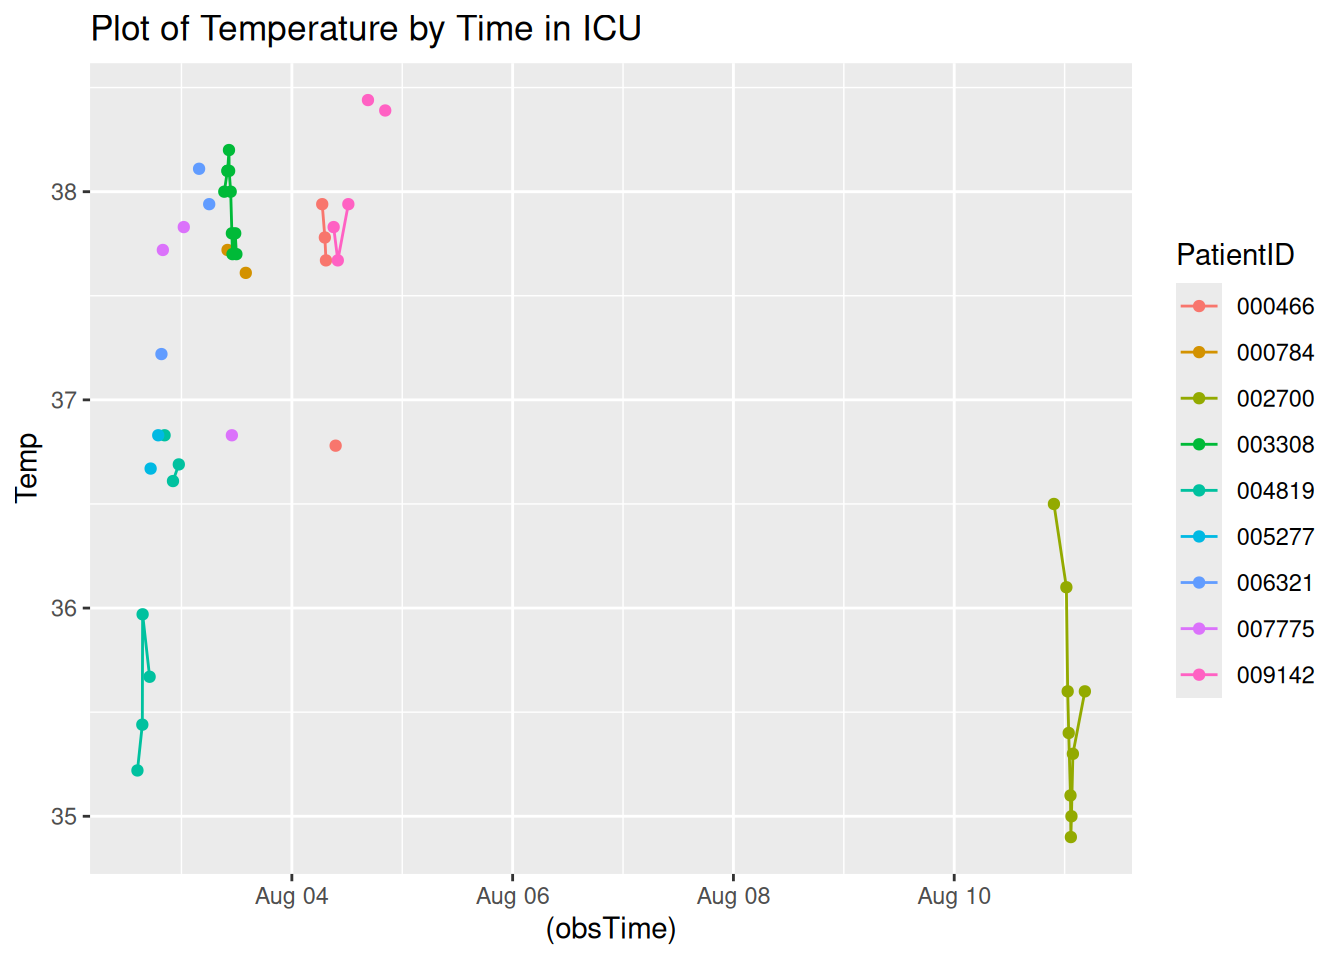 Plot of Temperature by Time in ICU
38
37
36
35
Temp
Aug 04
Aug 06
Aug 08
Aug 10
(obsTime)
PatientID
000466
000784
002700
003308
004819
005277
006321
007775
009142